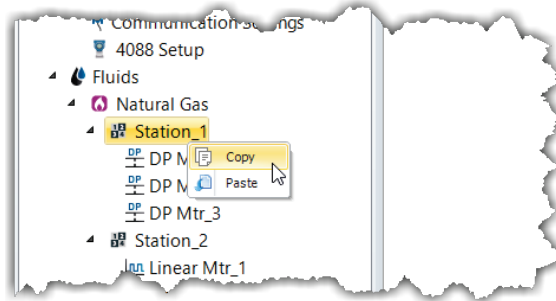 4088 Setup
Fluids
Natural Gas
Station_1
DP M
Copy
DP M
Paste
DP Mtr_3
Station_2
Linear Mtr_1